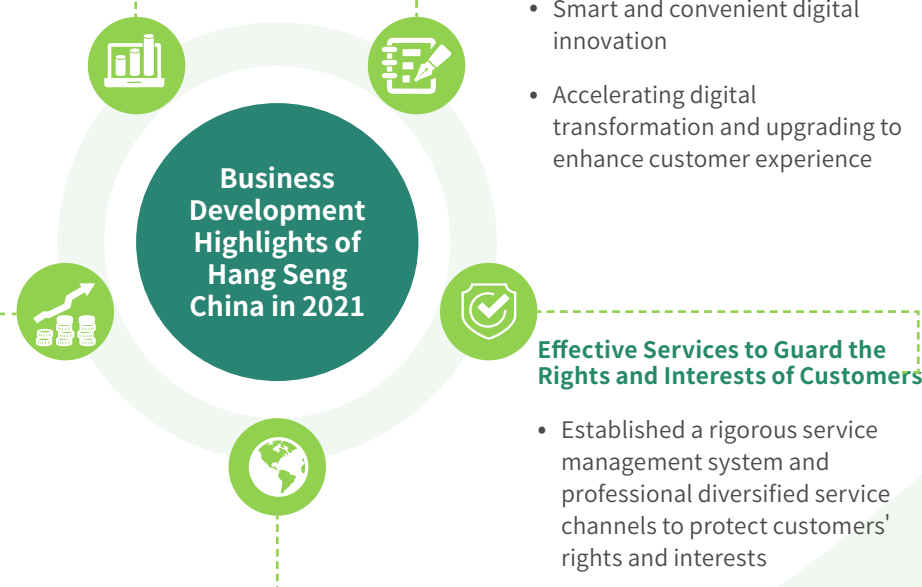 • Smart and convenient digital
innovation
• Accelerating digital
transformation and upgrading to
enhance customer experience
Business
Development
Highlights of
Hang Seng
China in 2021
Effective Services to Guard the
Rights and Interests of Customers
• Established a rigorous service
management system and
professional diversified service
channels to protect customers'
rights and interests